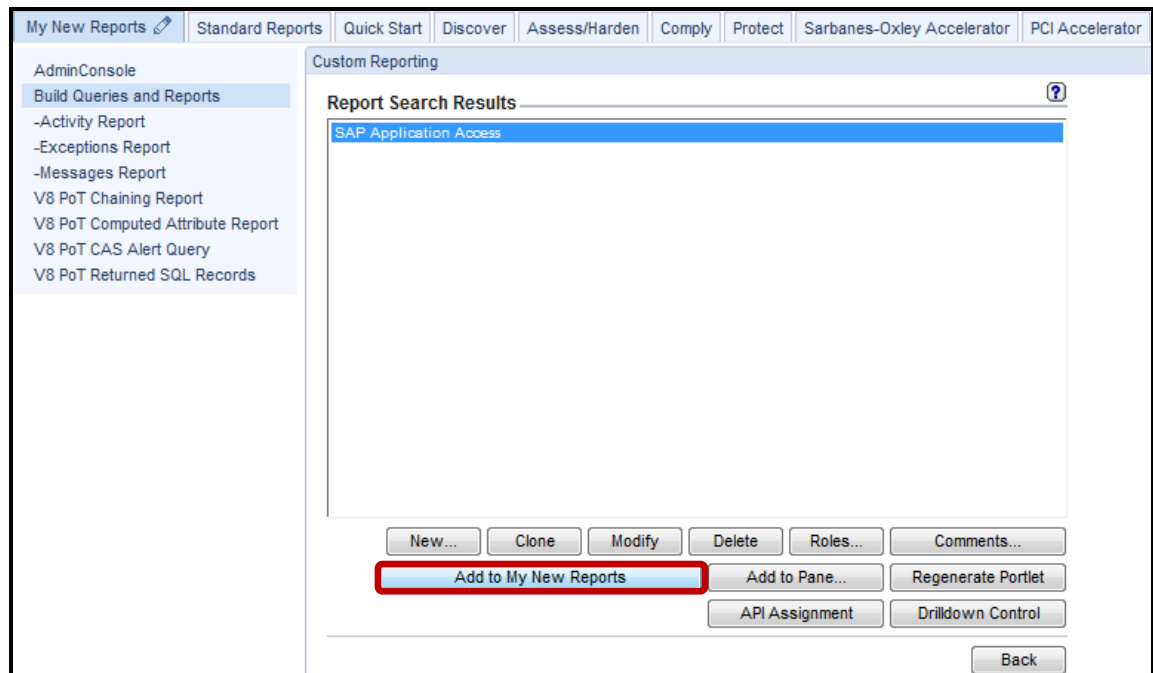 My New Reports Standard Reports Quick Start Discover Assess/Harden Comply Protect Sarbanes-Oxley Accelerator PCI Accelerator
AdminConsole
Build Queries and Reports
-Activity Report
-Exceptions Report
-Messages Report
V8 PoT Chaining Report
V8 PoT Computed Attribute Report
V8 PoT CAS Alert Query
V8 PoT Returned SQL Records
Custom Reporting
Report Search Results ?
SAP Application Access
New... Clone Modify Delete Roles... Comments...
Add to My New Reports Add to Pane... Regenerate Portlet
API Assignment Drilldown Control
Back